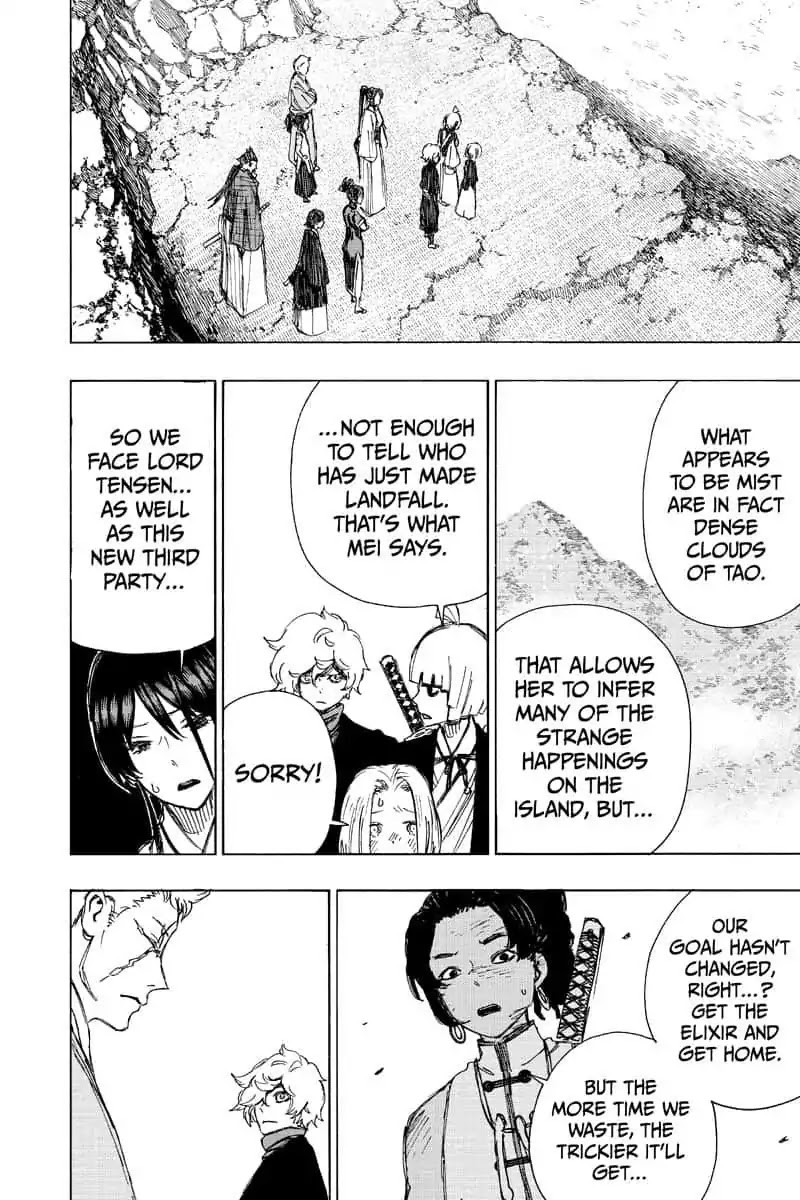 WHAT
APPEARS
TO BE MIST
ARE IN FACT
DENSE
CLOUDS
OF TAO.
THAT ALLOWS
HER TO INFER
MANY OF THE
STRANGE
HAPPENINGS
ON THE
ISLAND, BUT...
...NOT ENOUGH
TO TELL WHO
HAS JUST MADE
LANDFALL.
THAT'S WHAT
MEI SAYS.
SORRY!
SO WE
FACE LORD
TENSEN...
AS WELL
AS THIS
NEW THIRD
PARTY...
OUR
GOAL HASN'T
CHANGED,
RIGHT...?
GET THE
ELIXIR AND
GET HOME.
BUT THE
MORE TIME WE
WASTE, THE
TRICKIER IT'LL
GET...